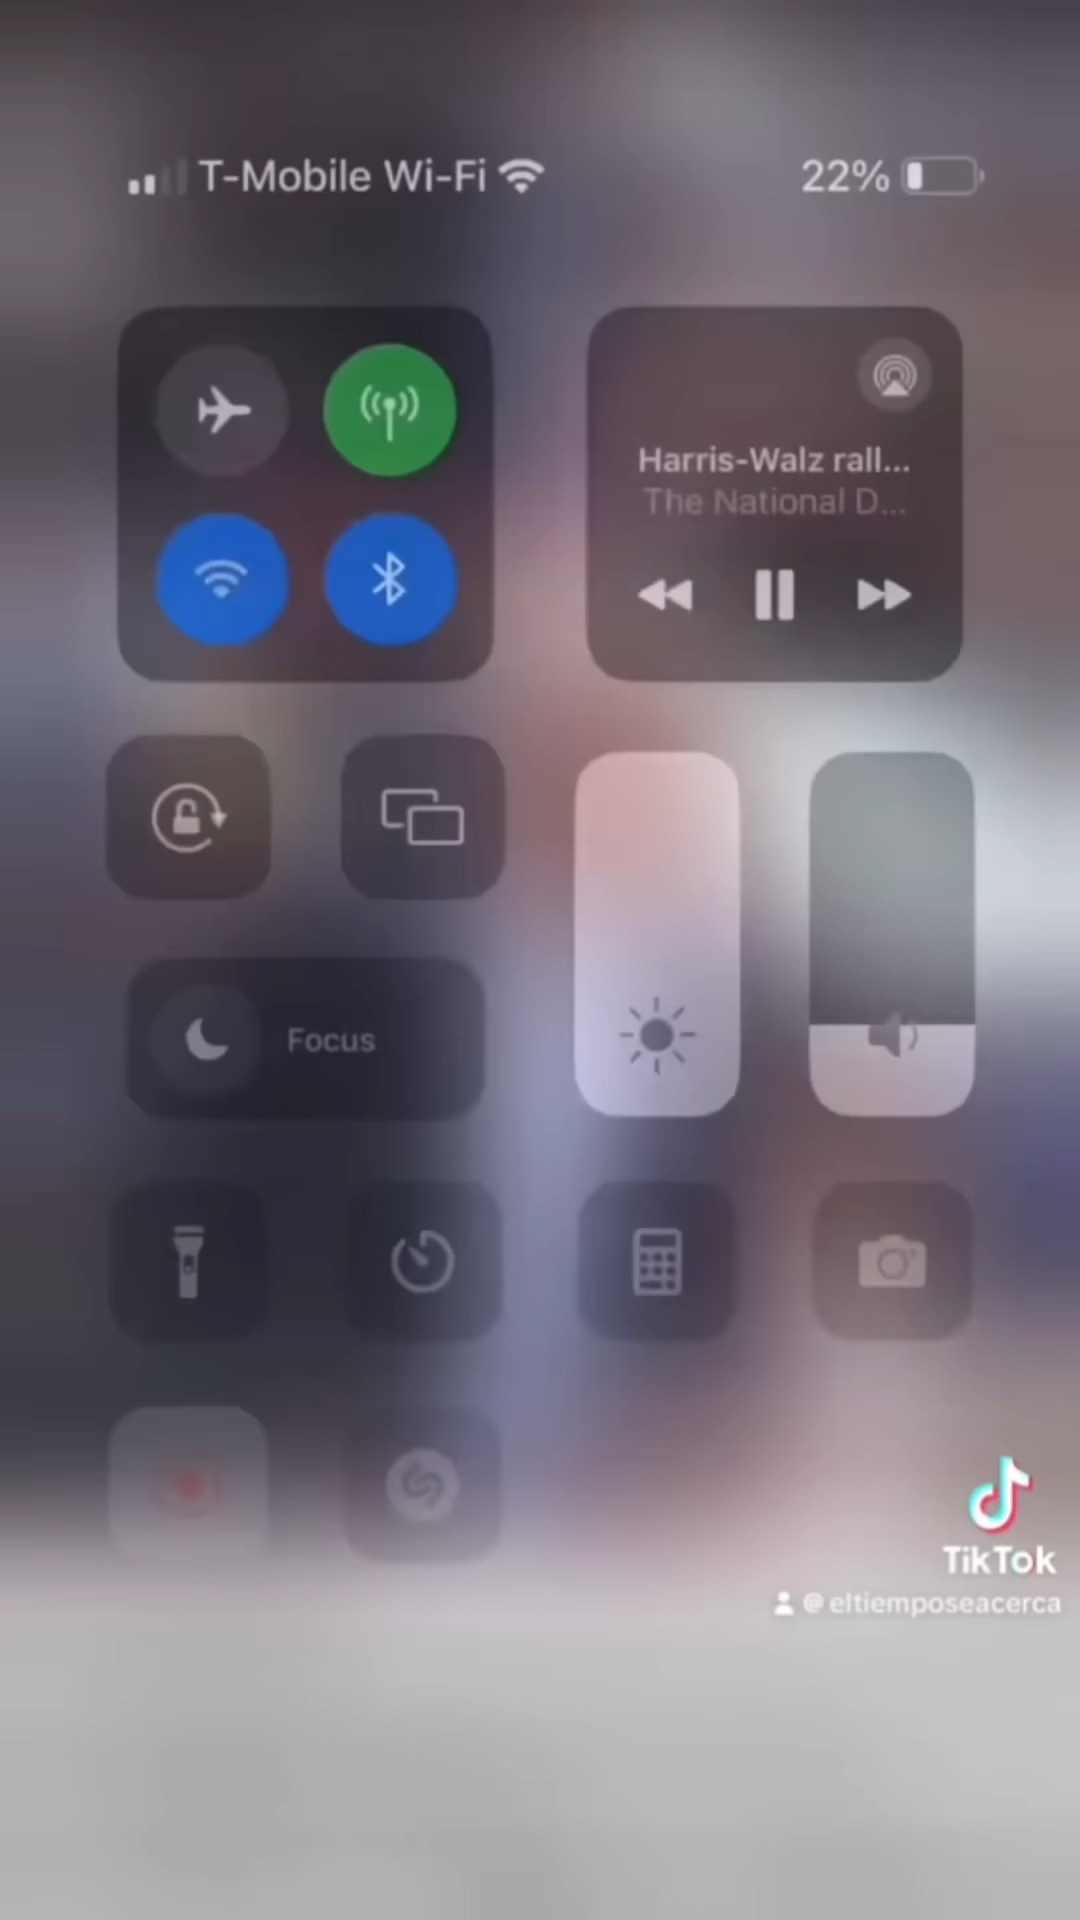 T-Mobile Wi-Fi
22%
Harris-Walz rall...
The National D...
Focus
TikTok
@ eltiemposeacerca